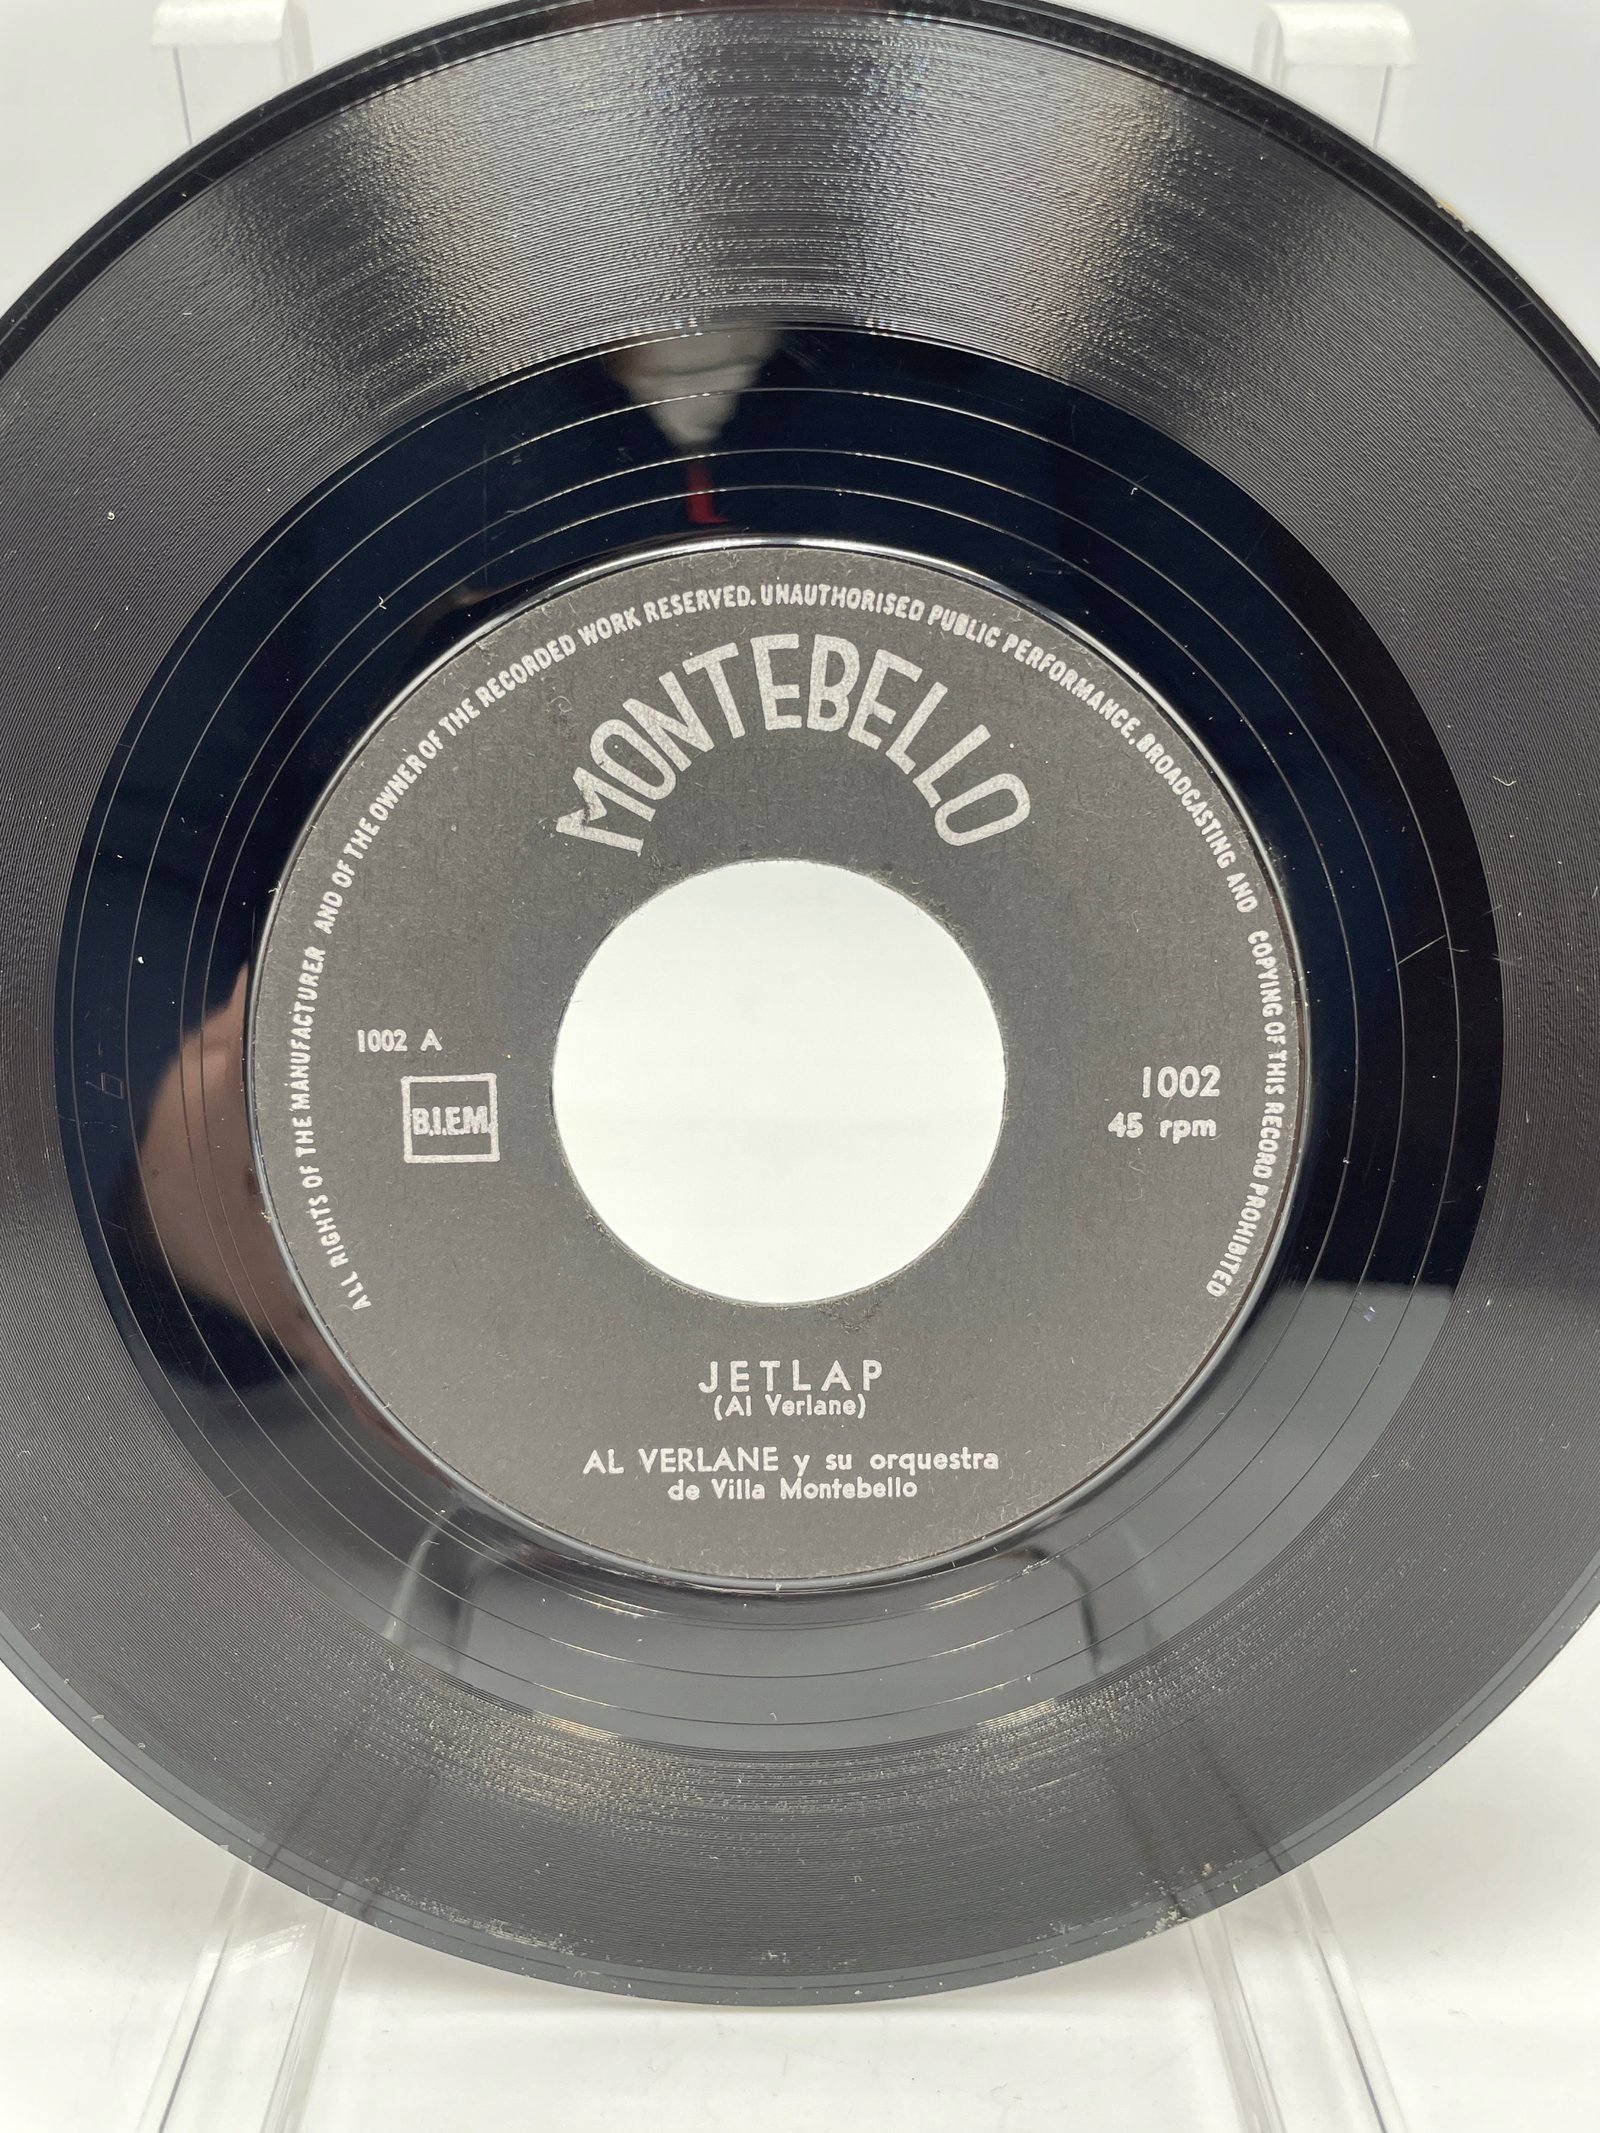 ALL RIGHTS OF THE MANUFACTURER AND OF THE OWNER OF THE RECORDED WORK RESERVED. UNAUTHORISED PUBLIC PERFORMANCE, BROADCASTING AND COPYING OF THIS RECORD PROHIBITED
MONTEBELLO
1002 A
B.I.E.M.
1002
45 rpm
JETLAP
(Al Verlane)
AL VERLANE y su orquestra
de Villa Montebello